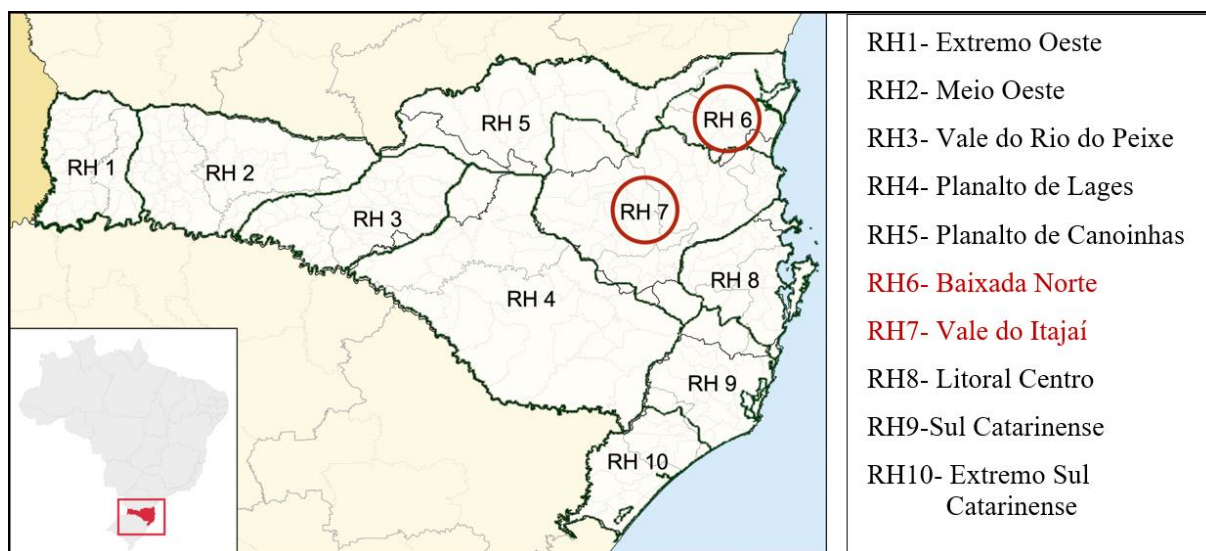 RH 1
RH 2
RH 3
RH 4
RH 5
RH 6
RH 7
RH 8
RH 9
RH 10
RH1- Extremo Oeste
RH2- Meio Oeste
RH3- Vale do Rio do Peixe
RH4- Planalto de Lages
RH5- Planalto de Canoinhas
RH6- Baixada Norte
RH7- Vale do Itajaí
RH8- Litoral Centro
RH9-Sul Catarinense
RH10- Extremo Sul
Catarinense